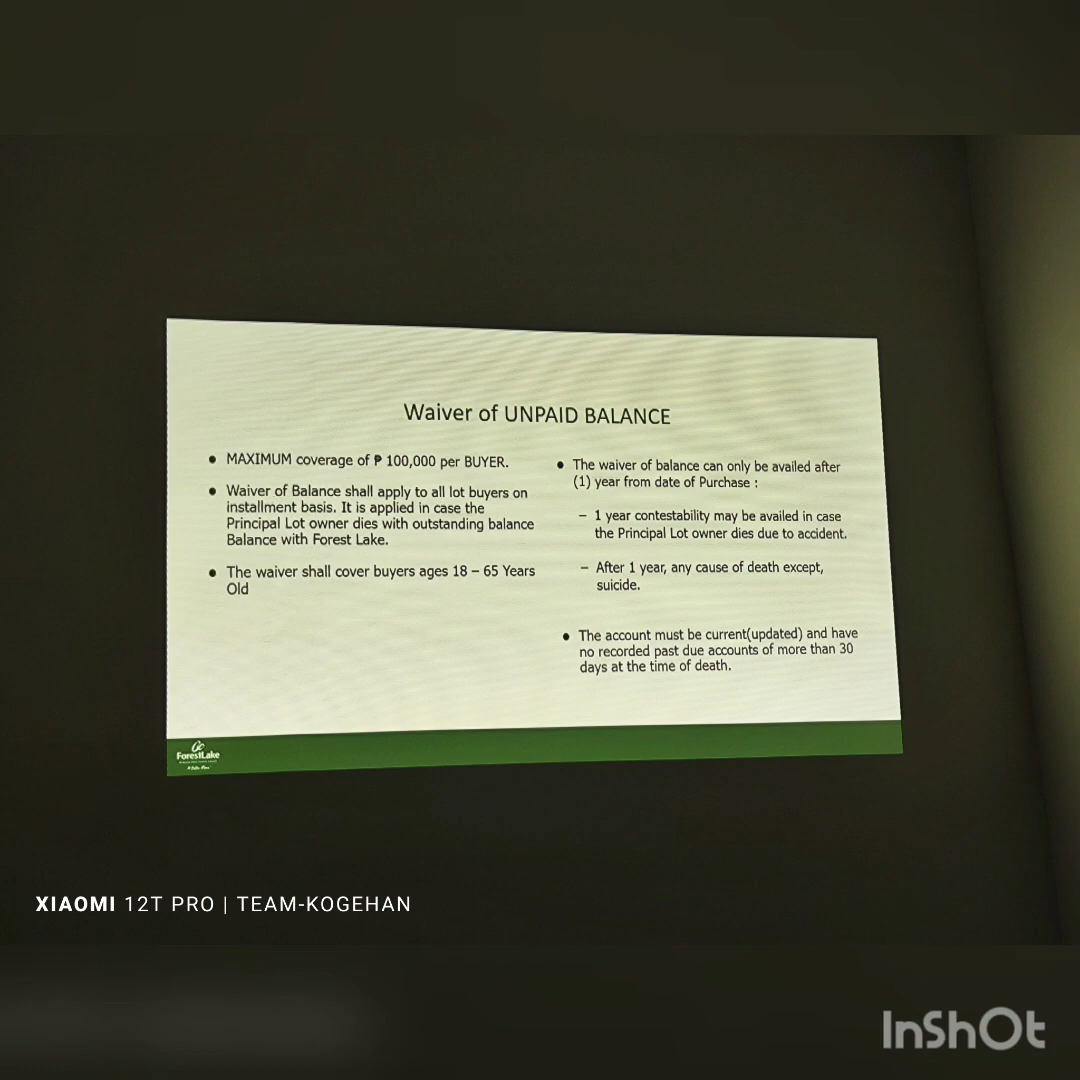 Waiver of UNPAID BALANCE
● MAXIMUM coverage of ₱ 100,000 per BUYER.
● Waiver of Balance shall apply to all lot buyers on
installment basis. It is applied in case the
Principal Lot owner dies with outstanding balance
Balance with Forest Lake.
● The waiver shall cover buyers ages 18 – 65 Years
Old
● The waiver of balance can only be availed after
(1) year from date of Purchase :
– 1 year contestability may be availed in case
the Principal Lot owner dies due to accident.
– After 1 year, any cause of death except,
suicide.
● The account must be current(updated) and have
no recorded past due accounts of more than 30
days at the time of death.
ForestLake
XIAOMI 12T PRO | TEAM-KOGEHAN
InShOt